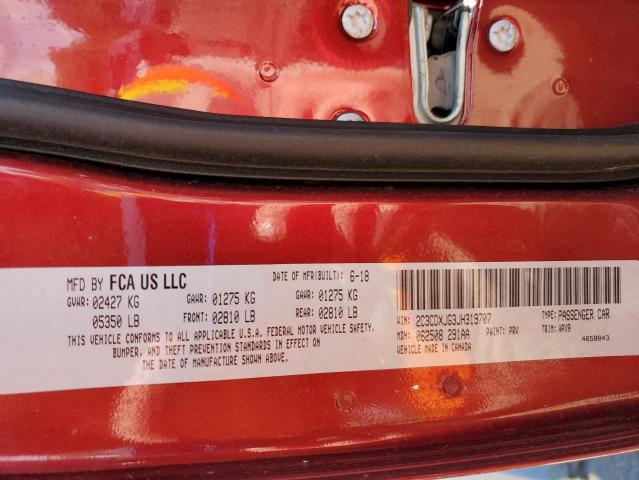 MFD BY FCA US LLC DATE OF MFR(BUILT): 6-18
GVWR: 02427 KG GAWR: 01275 KG GAWR: 01275 KG
05350 LB FRONT: 02810 LB REAR: 02810 LB
THIS VEHICLE CONFORMS TO ALL APPLICABLE U.S.A. FEDERAL MOTOR VEHICLE SAFETY,
BUMPER, AND THEFT PREVENTION STANDARDS IN EFFECT ON
THE DATE OF MANUFACTURE SHOWN ABOVE.
VIN: 2C3CDXJG3JH319707 TYPE: PASSENGER CAR
MDH: 062508 291AA PAINT: PRV TRIM: APX9
VEHICLE MADE IN CANADA 4658843